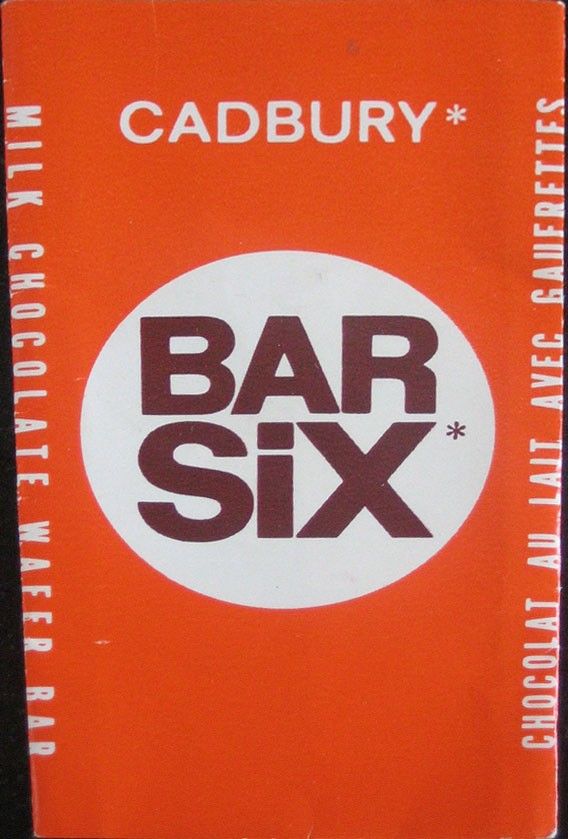 CADBURY*
BAR
SiX*
MILK CHOCOLATE WAFER BAR
CHOCOLAT AU LAIT AVEC GAUFRETTES